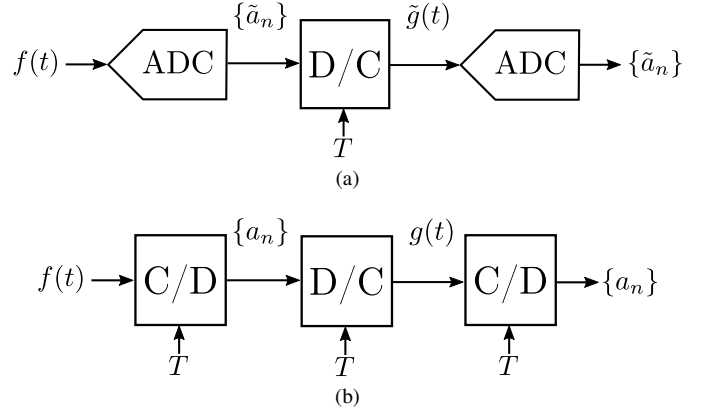 {ã_n} g̃(t)
f(t) ADC D/C ADC {ã_n}
T
(a)
{a_n} g(t)
f(t) C/D D/C C/D {a_n}
T T T
(b)